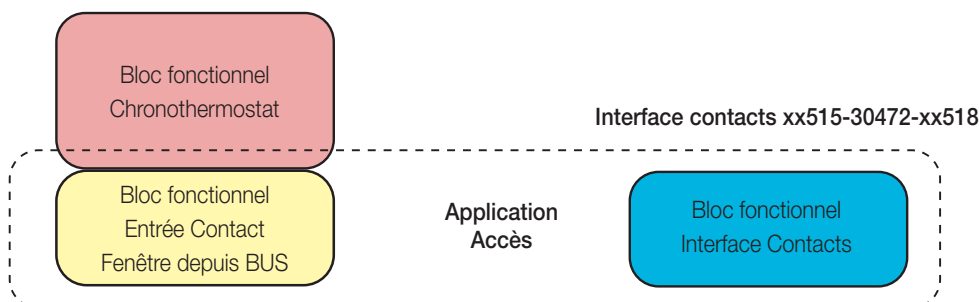 Bloc fonctionnel
Chronothermostat
Interface contacts xx515-30472-xx518
Bloc fonctionnel
Entrée Contact
Fenêtre depuis BUS
Application
Accès
Bloc fonctionnel
Interface Contacts